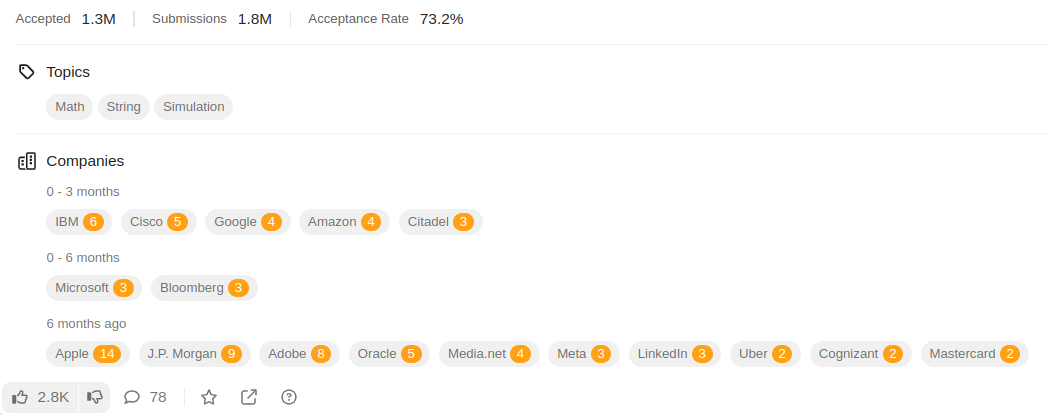 Accepted 1.3M Submissions 1.8M Acceptance Rate 73.2%
Topics
Math String Simulation
Companies
0 - 3 months
IBM 6 Cisco 5 Google 4 Amazon 4 Citadel 3
0 - 6 months
Microsoft 3 Bloomberg 3
6 months ago
Apple 14 J.P. Morgan 9 Adobe 8 Oracle 5 Media.net 4 Meta 3 LinkedIn 3 Uber 2 Cognizant 2 Mastercard 2
2.8K 78